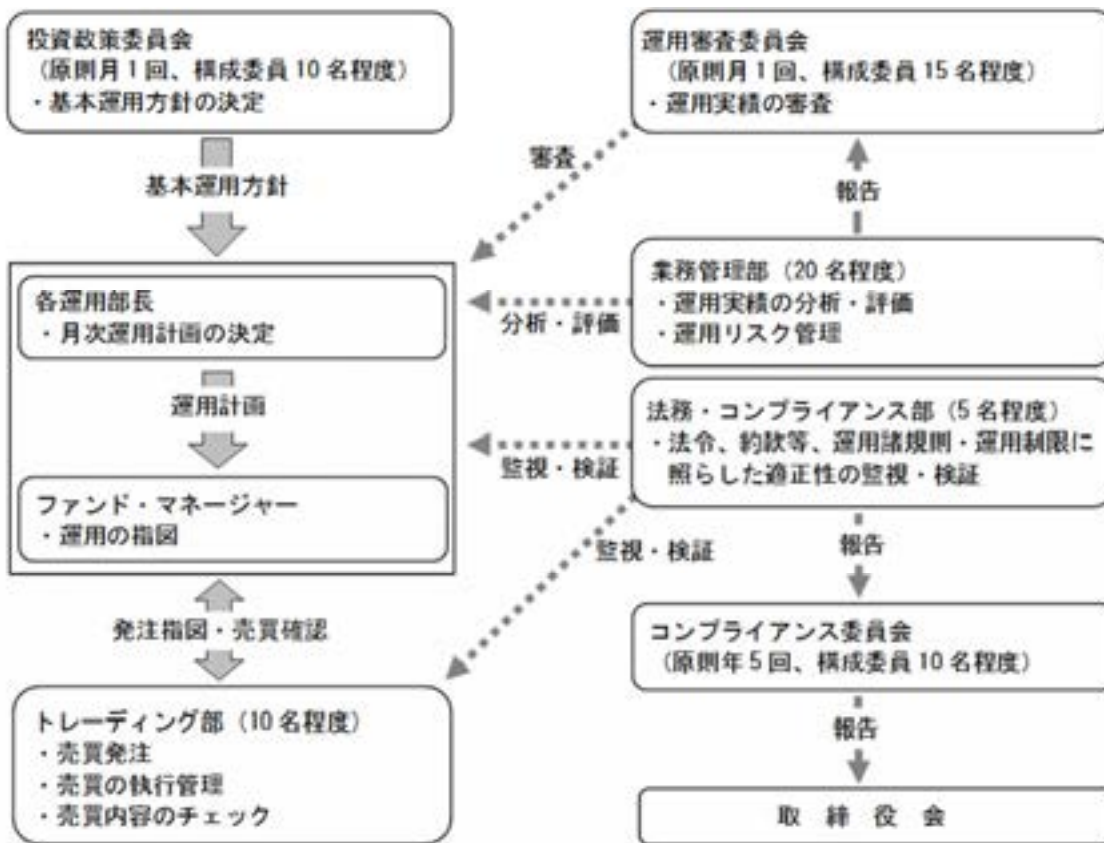 投資政策委員会
(原則月1回、構成委員10名程度)
・基本運用方針の決定
基本運用方針
各運用部長
・月次運用計画の決定
運用計画
ファンド・マネージャー
・運用の指図
発注指図・売買確認
トレーディング部(10名程度)
・売買発注
・売買の執行管理
・売買内容のチェック
運用審査委員会
(原則月1回、構成委員15名程度)
・運用実績の審査
審査
報告
業務管理部(20名程度)
・運用実績の分析・評価
・運用リスク管理
分析・評価
法務・コンプライアンス部(5名程度)
・法令、約款等、運用諸規則・運用制限に
照らした適正性の監視・検証
監視・検証
監視・検証
報告
コンプライアンス委員会
(原則年5回、構成委員10名程度)
報告
取締役会